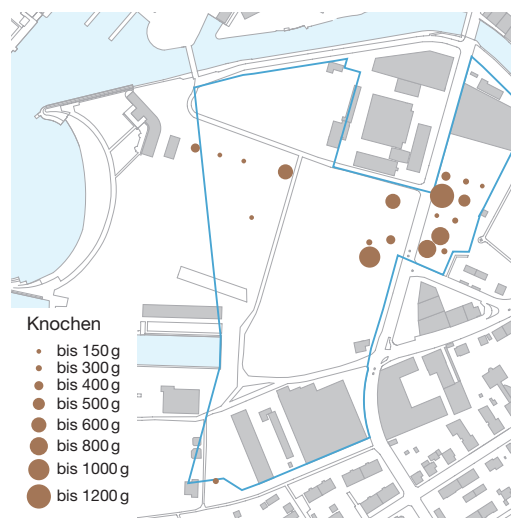 Knochen
bis 150 g
bis 300 g
bis 400 g
bis 500 g
bis 600 g
bis 800 g
bis 1000 g
bis 1200 g